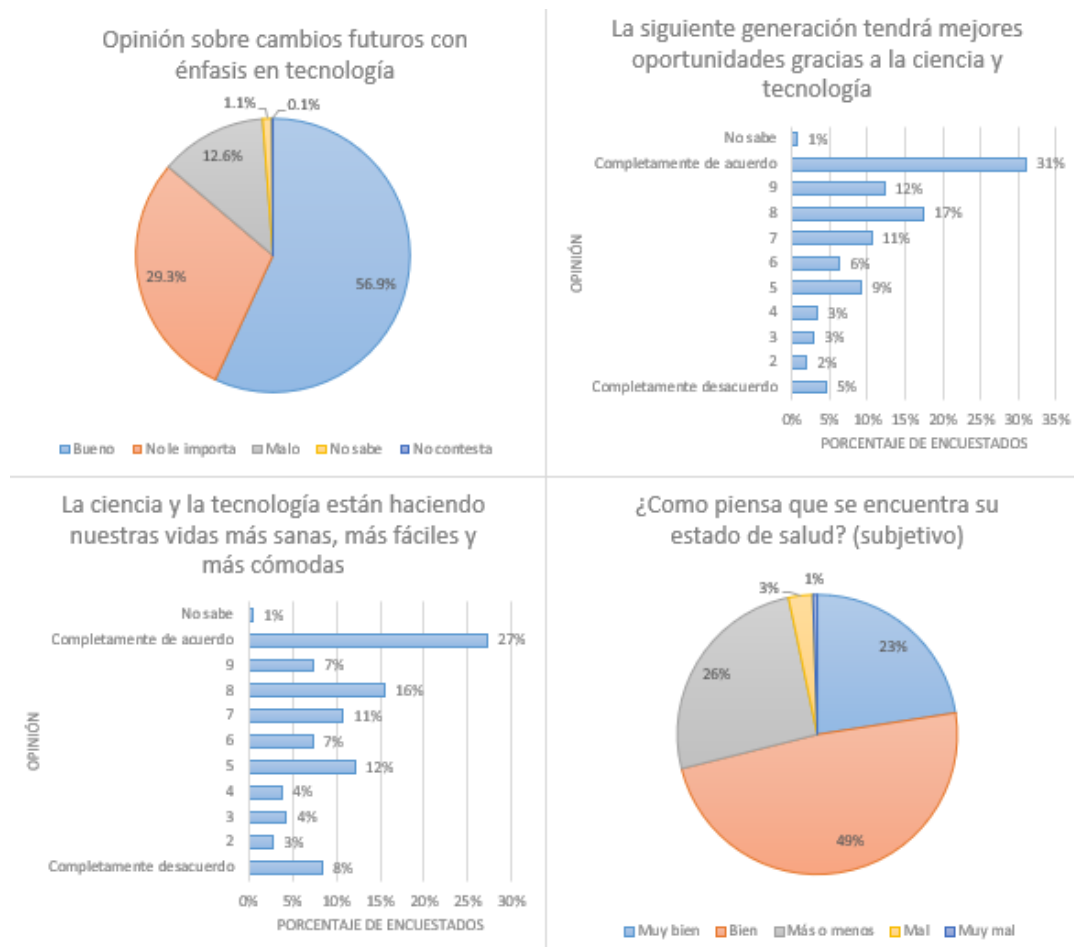 Opinión sobre cambios futuros con
énfasis en tecnología
1.1%
0.1%
12.6%
29.3%
56.9%
Bueno No le importa Malo No sabe No contesta
La siguiente generación tendrá mejores
oportunidades gracias a la ciencia y
tecnología
OPINIÓN
No sabe 1%
Completamente de acuerdo 31%
9 12%
8 17%
7 11%
6 6%
5 9%
4 3%
3 3%
2 2%
Completamente desacuerdo 5%
0% 5% 10% 15% 20% 25% 30% 35%
PORCENTAJE DE ENCUESTADOS
La ciencia y la tecnología están haciendo
nuestras vidas más sanas, más fáciles y
más cómodas
OPINIÓN
No sabe 1%
Completamente de acuerdo 27%
9 7%
8 16%
7 11%
6 7%
5 12%
4 4%
3 4%
2 3%
Completamente desacuerdo 8%
0% 5% 10% 15% 20% 25% 30%
PORCENTAJE DE ENCUESTADOS
¿Como piensa que se encuentra su
estado de salud? (subjetivo)
3%
1%
23%
26%
49%
Muy bien Bien Más o menos Mal Muy mal